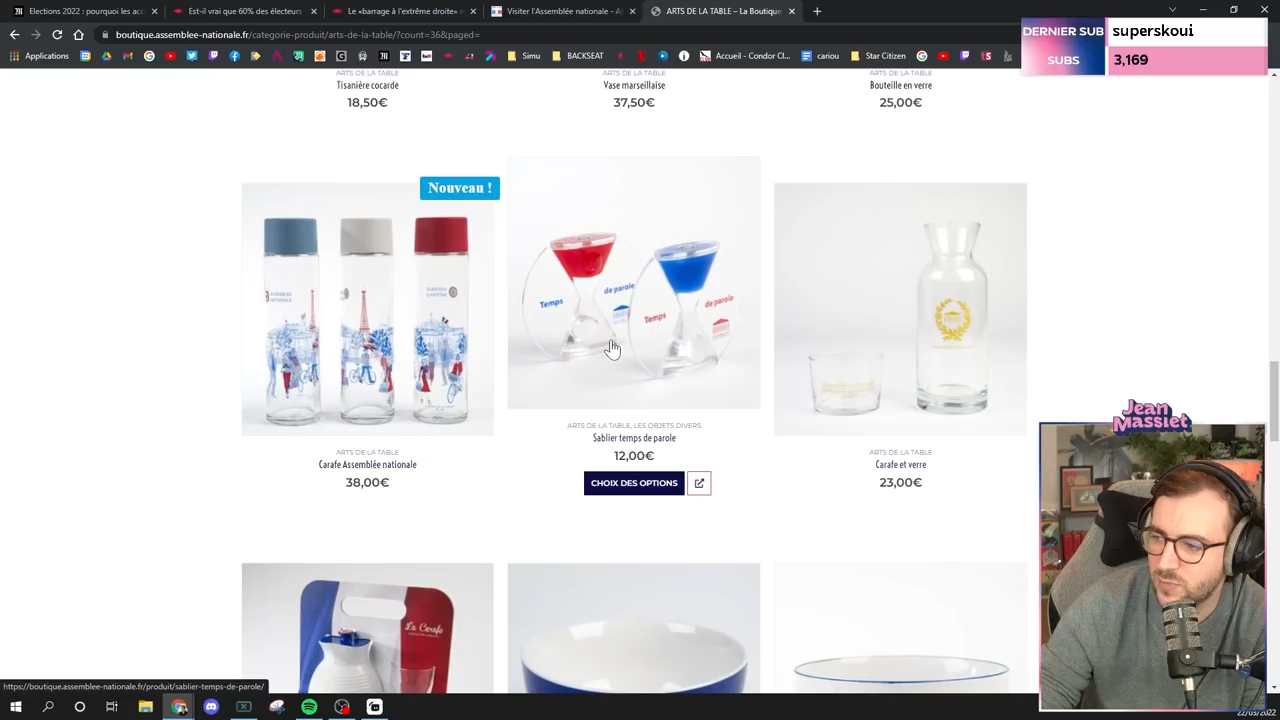 Elections 2022 : pourquoi les acc
Est-il vrai que 60% des électeurs
Le «barrage à l'extrême droite» e
Visiter l'Assemblée nationale - As
ARTS DE LA TABLE – La Boutique
boutique.assemblee-nationale.fr/categorie-produit/arts-de-la-table/?count=36&paged=
Applications
Simu
BACKSEAT
Accueil - Condor Cl...
cariou
Star Citizen
Google
DERNIER SUB
superskoui
SUBS
3,169
ARTS DE LA TABLE
Tisanière cocarde
18,50€
ARTS DE LA TABLE
Vase marseillaise
37,50€
ARTS DE LA TABLE
Bouteille en verre
25,00€
Nouveau !
Temps
de parole
Temps
de parole
ARTS DE LA TABLE
Carafe Assemblée nationale
38,00€
ARTS DE LA TABLE, LES OBJETS DIVERS
Sablier temps de parole
12,00€
CHOIX DES OPTIONS
ARTS DE LA TABLE
Carafe et verre
23,00€
La Carafe
Jean
Massiet
https://boutique.assemblee-nationale.fr/produit/sablier-temps-de-parole/
22/03/2022